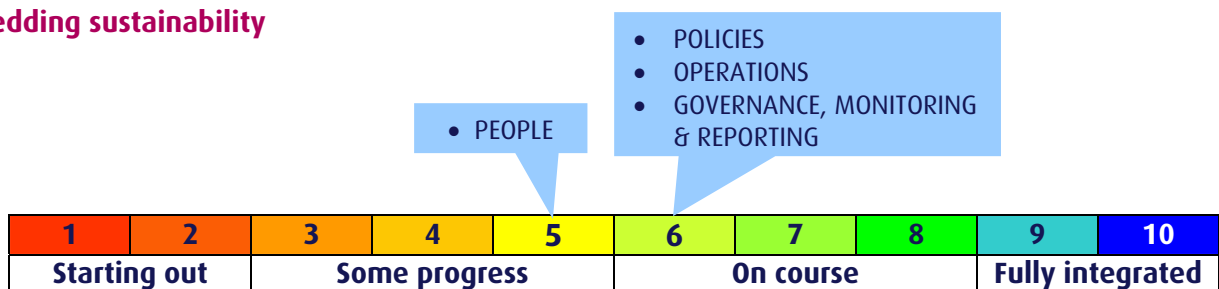 edding sustainability
• POLICIES
• OPERATIONS
• GOVERNANCE, MONITORING
& REPORTING
• PEOPLE
1 2 3 4 5 6 7 8 9 10
Starting out Some progress On course Fully integrated